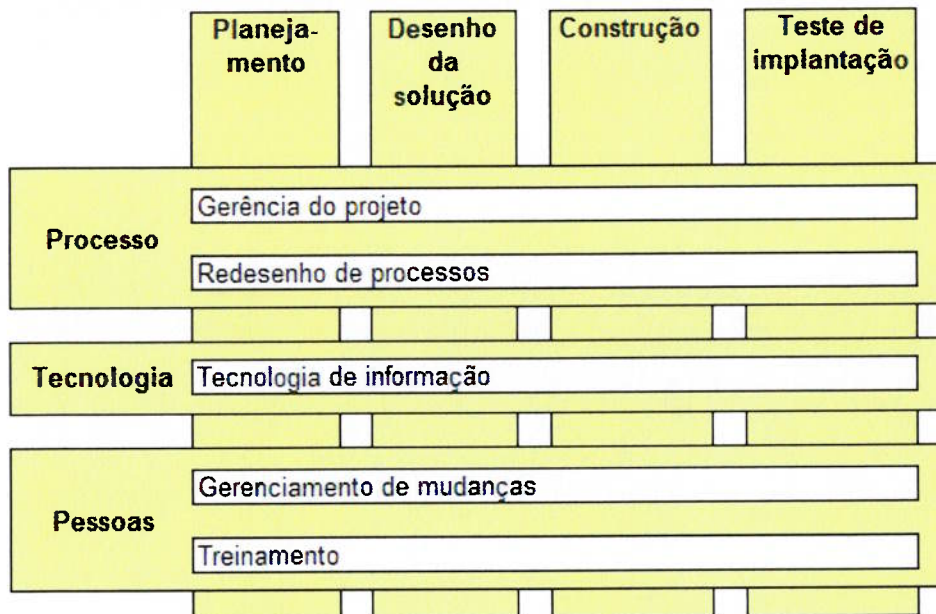 Planeja-
mento
Desenho
da
solução
Construção
Teste de
implantação
Processo
Gerência do projeto
Redesenho de processos
Tecnologia
Tecnologia de informação
Pessoas
Gerenciamento de mudanças
Treinamento